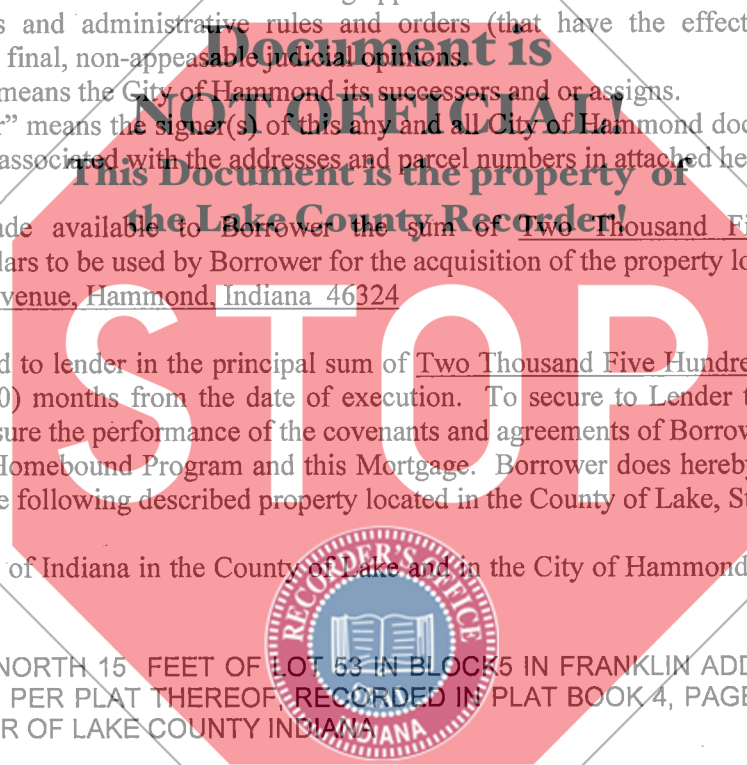 s and administrative rules and orders (that have the effect
final, non-appeasable judicial opinions.
means the City of Hammond its successors and or assigns.
r” means the signer(s) of this any and all City of Hammond doc
associated with the addresses and parcel numbers in attached he
Document is
NOT OFFICIAL!
This Document is the property of
the Lake County Recorder!
de available to Borrower the sum of Two Thousand Fi
lars to be used by Borrower for the acquisition of the property lo
venue, Hammond, Indiana 46324
STOP
d to lender in the principal sum of Two Thousand Five Hundre
0) months from the date of execution. To secure to Lender t
sure the performance of the covenants and agreements of Borrow
Homebound Program and this Mortgage. Borrower does hereby
e following described property located in the County of Lake, St
of Indiana in the County of Lake and in the City of Hammond
RECORDER'S OFFICE
INDIANA
NORTH 15 FEET OF LOT 53 IN BLOCK5 IN FRANKLIN ADD
PER PLAT THEREOF, RECORDED IN PLAT BOOK 4, PAGE
R OF LAKE COUNTY INDIANA